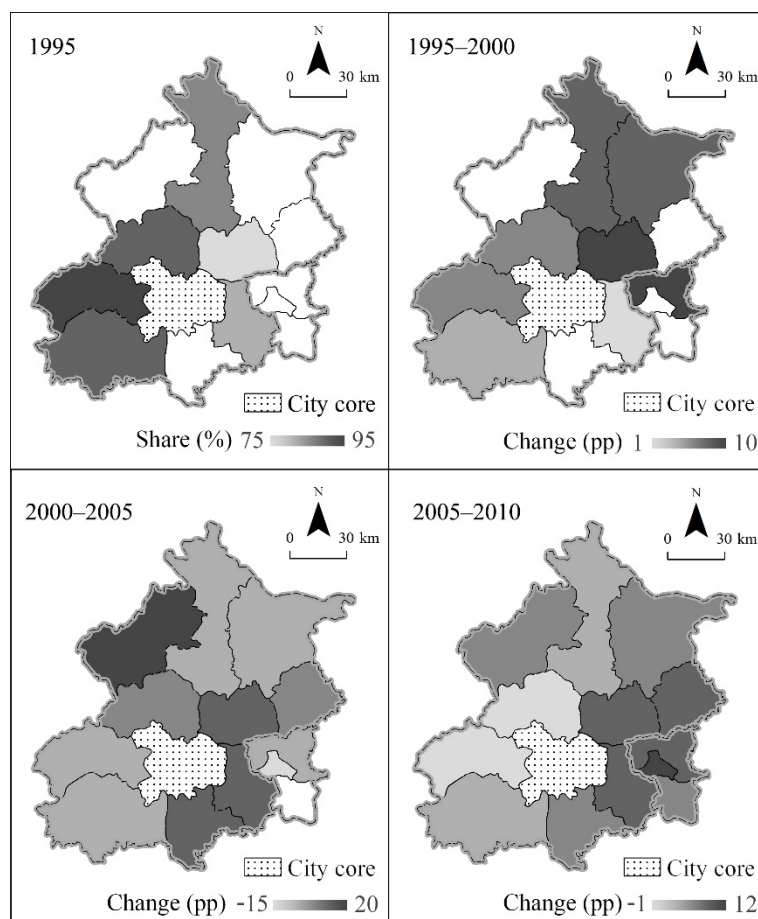 1995
N
0 30 km
City core
Share (%) 75 95
1995–2000
N
0 30 km
City core
Change (pp) 1 10
2000–2005
N
0 30 km
City core
Change (pp) -15 20
2005–2010
N
0 30 km
City core
Change (pp) -1 12